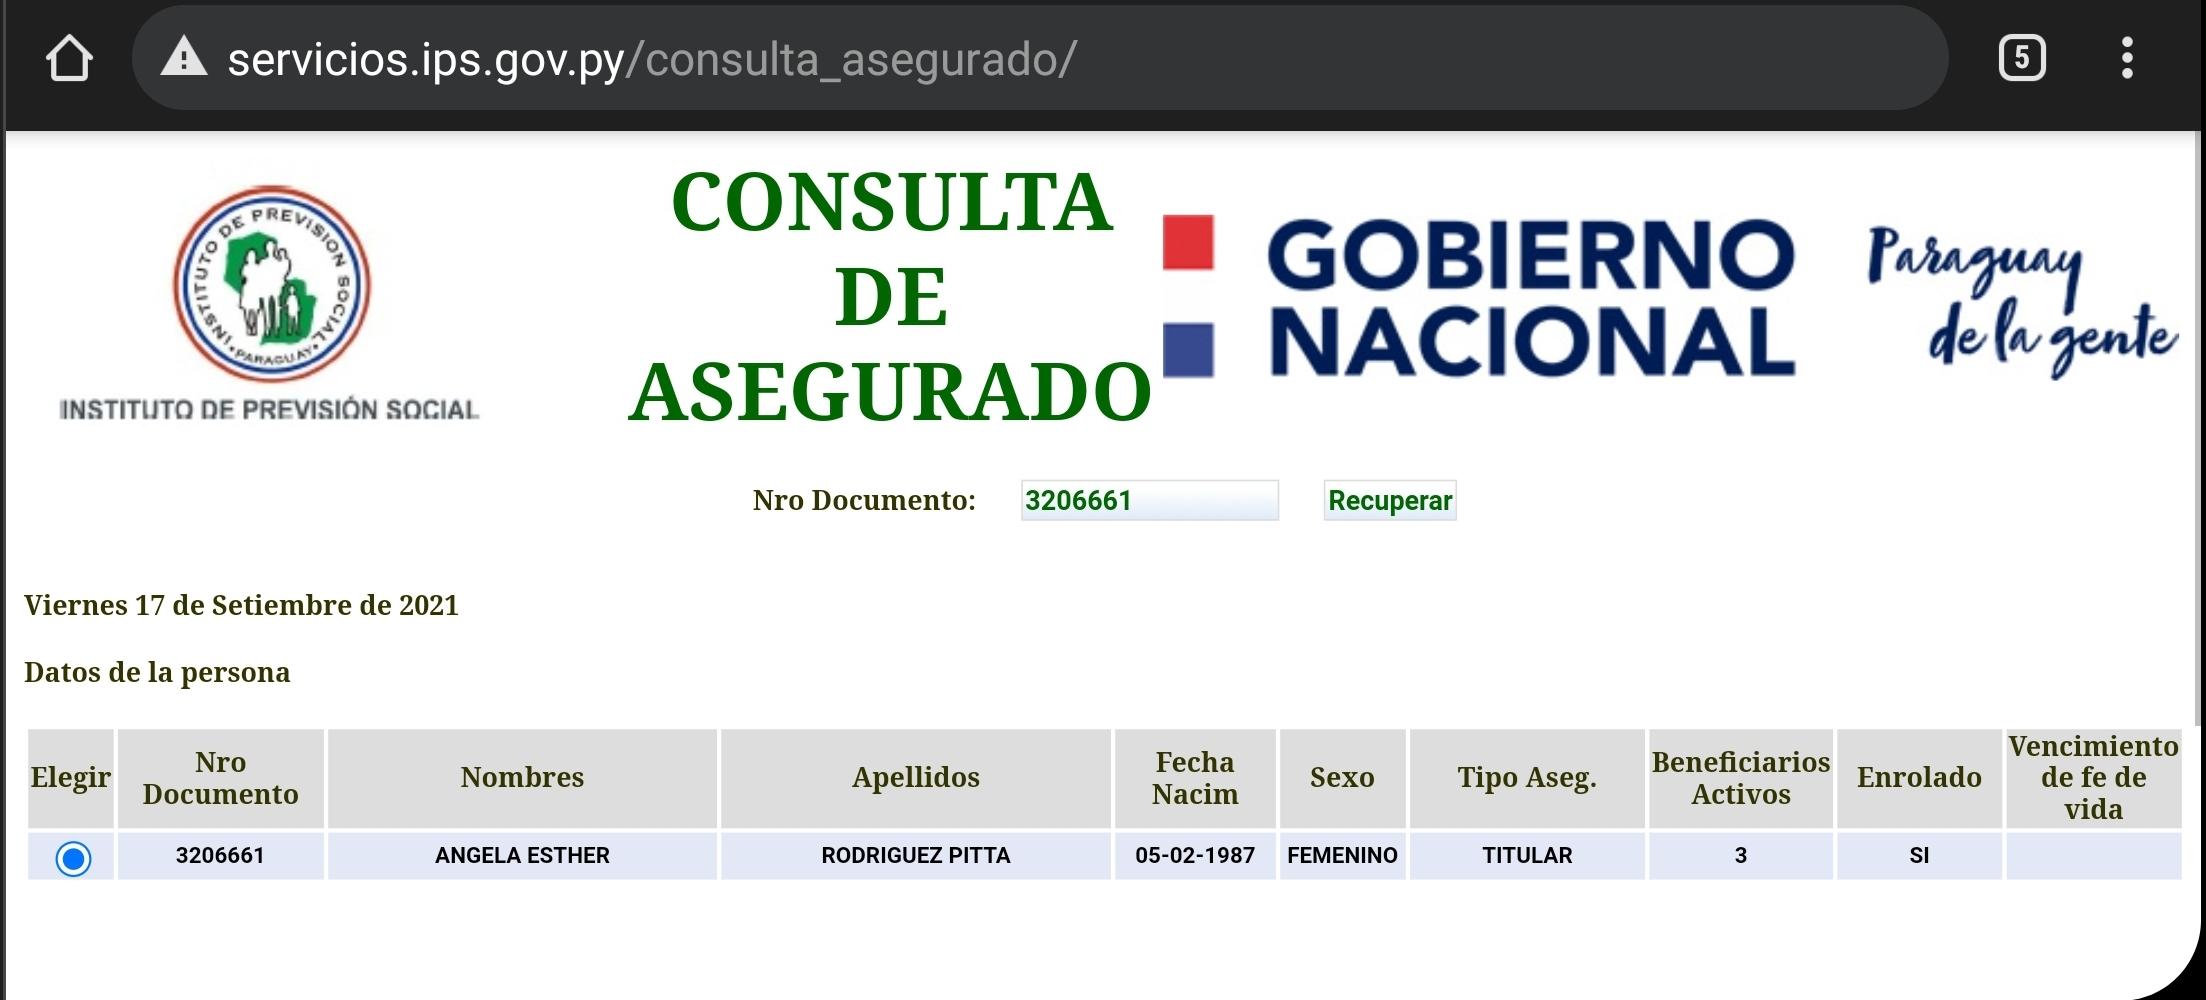 servicios.ips.gov.py/consulta_asegurado/
5
INSTITUTO DE PREVISION SOCIAL
• PARAGUAY •
INSTITUTO DE PREVISIÓN SOCIAL
CONSULTA
DE
ASEGURADO
GOBIERNO
NACIONAL
Paraguay
de la gente
Nro Documento: 3206661 Recuperar
Viernes 17 de Setiembre de 2021
Datos de la persona
Elegir Nro Documento Nombres Apellidos Fecha Nacim Sexo Tipo Aseg. Beneficiarios Activos Enrolado Vencimiento de fe de vida
3206661 ANGELA ESTHER RODRIGUEZ PITTA 05-02-1987 FEMENINO TITULAR 3 SI